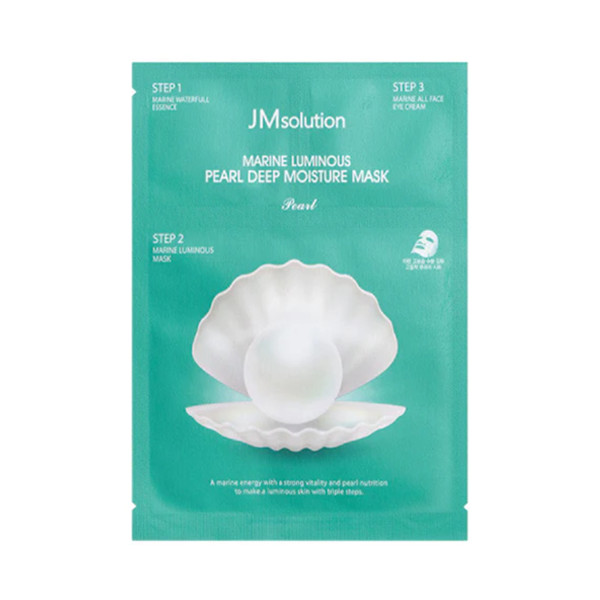 STEP 1
MARINE WATERFULL
ESSENCE
STEP 3
MARINE ALL FACE
EYE CREAM
JMsolution
MARINE LUMINOUS
PEARL DEEP MOISTURE MASK
Pearl
STEP 2
MARINE LUMINOUS
MASK
A marine energy with a strong vitality and pearl nutrition
to make a luminous skin with triple steps.